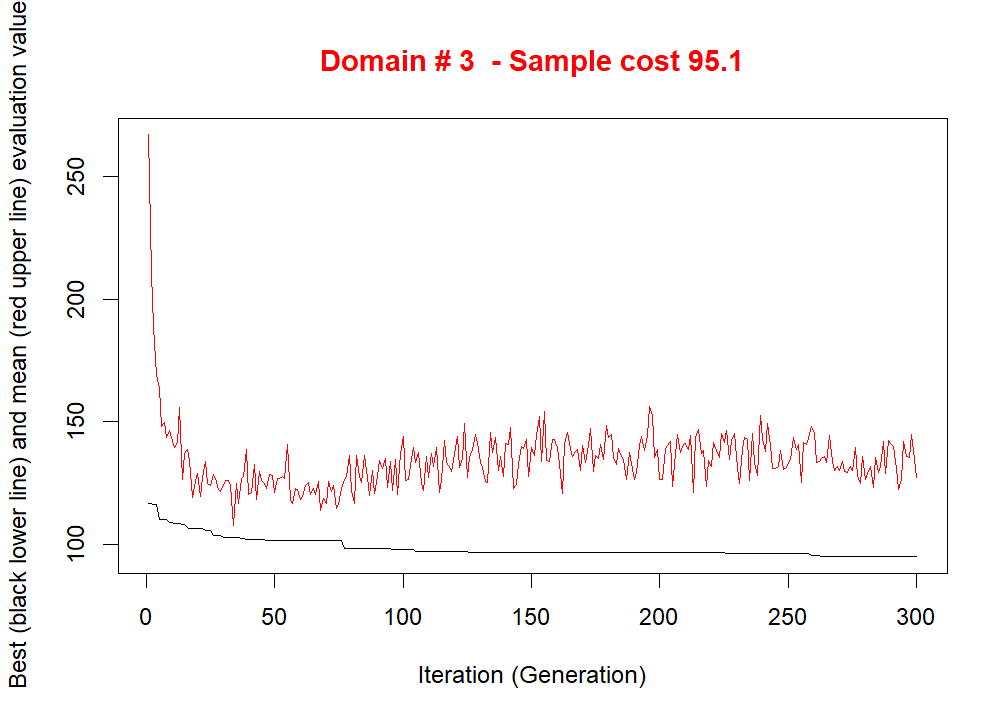 Domain # 3  - Sample cost 95.1
Best (black lower line) and mean (red upper line) evaluation value
250
200
150
100
0 50 100 150 200 250 300
Iteration (Generation)